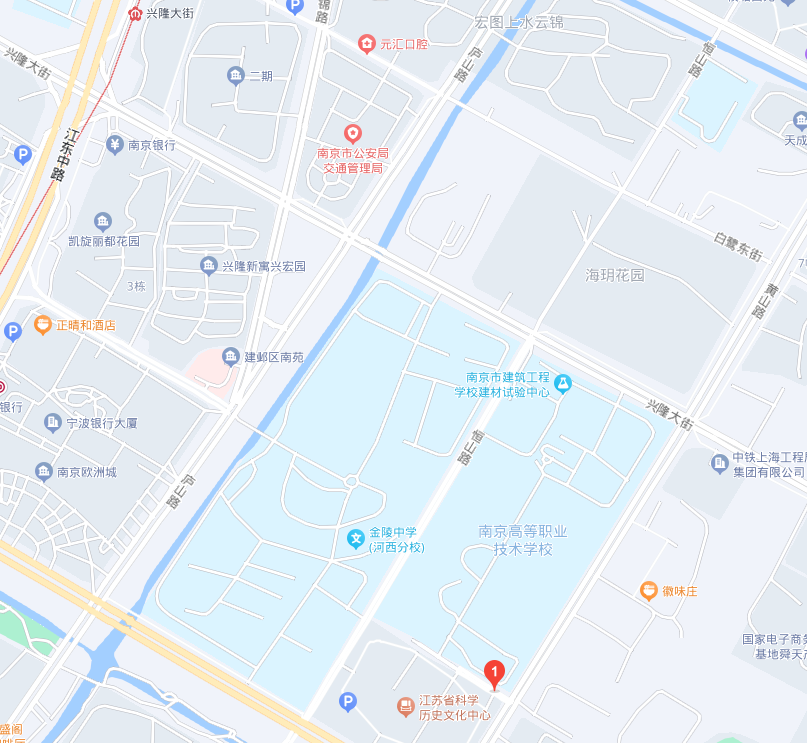 兴隆大街
锦路
P
宏图上水云锦
元汇口腔
庐山路
恒山路
兴隆大街
二期
天成
江东中路
P
¥
南京银行
南京市公安局
交通管理局
凯旋丽都花园
白鹭东街
兴隆新寓兴宏园
海玥花园
3栋
黄山路
P
正晴和酒店
建邺区南苑
南京市建筑工程
学校建材试验中心
银行
兴隆大街
宁波银行大厦
恒山路
南京欧洲城
中铁上海工程局
集团有限公司
庐山路
文
金陵中学
(河西分校)
南京高等职业
技术学校
徽味庄
国家电子商务
基地舜天产
1
P
江苏省科学
历史文化中心
盛阁